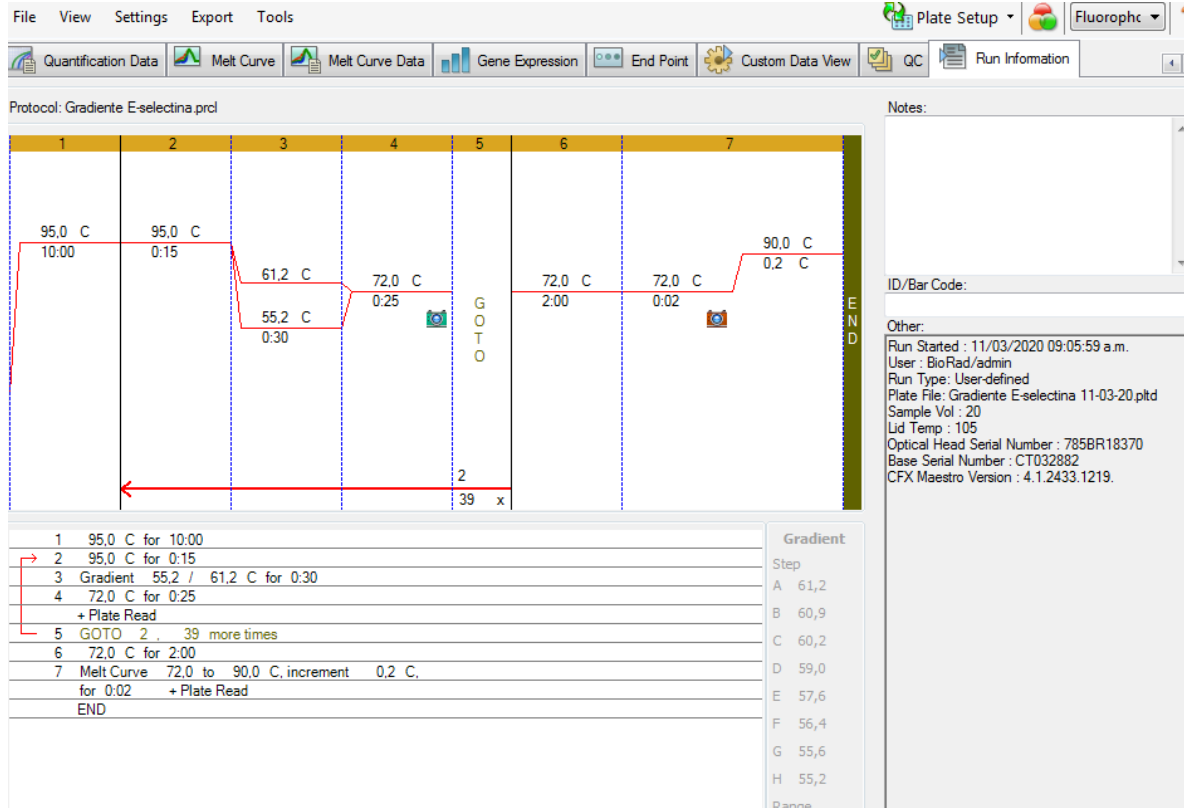 File View Settings Export Tools
Plate Setup
Fluorophc
Quantification Data
Melt Curve
Melt Curve Data
Gene Expression
End Point
Custom Data View
QC
Run Information
Protocol: Gradiente E-selectina.prcl
1 2 3 4 5 6 7
95,0 C
10:00
95,0 C
0:15
61,2 C
55,2 C
0:30
72,0 C
0:25
G
O
T
O
72,0 C
2:00
72,0 C
0:02
90,0 C
0,2 C
E
N
D
2
39 x
1 95,0 C for 10:00
2 95,0 C for 0:15
3 Gradient 55,2 / 61,2 C for 0:30
4 72,0 C for 0:25
+ Plate Read
5 GOTO 2 , 39 more times
6 72,0 C for 2:00
7 Melt Curve 72,0 to 90,0 C, increment 0,2 C,
for 0:02 + Plate Read
END
Gradient
Step
A 61,2
B 60,9
C 60,2
D 59,0
E 57,6
F 56,4
G 55,6
H 55,2
Range
Notes:
ID/Bar Code:
Other:
Run Started : 11/03/2020 09:05:59 a.m.
User : BioRad/admin
Run Type: User-defined
Plate File: Gradiente E-selectina 11-03-20.pltd
Sample Vol : 20
Lid Temp : 105
Optical Head Serial Number : 785BR18370
Base Serial Number : CT032882
CFX Maestro Version : 4.1.2433.1219.